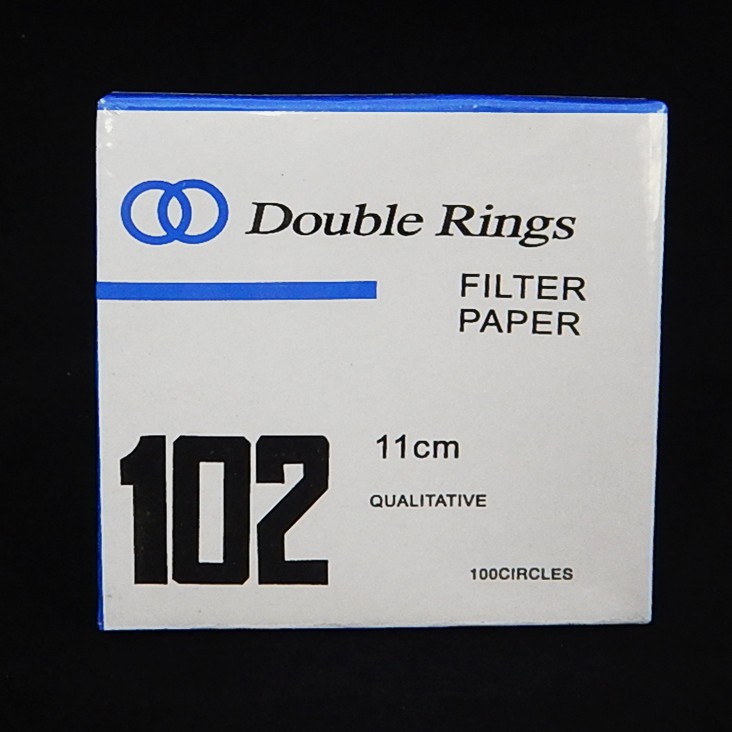 Double Rings
FILTER
PAPER
102
11cm
QUALITATIVE
100CIRCLES